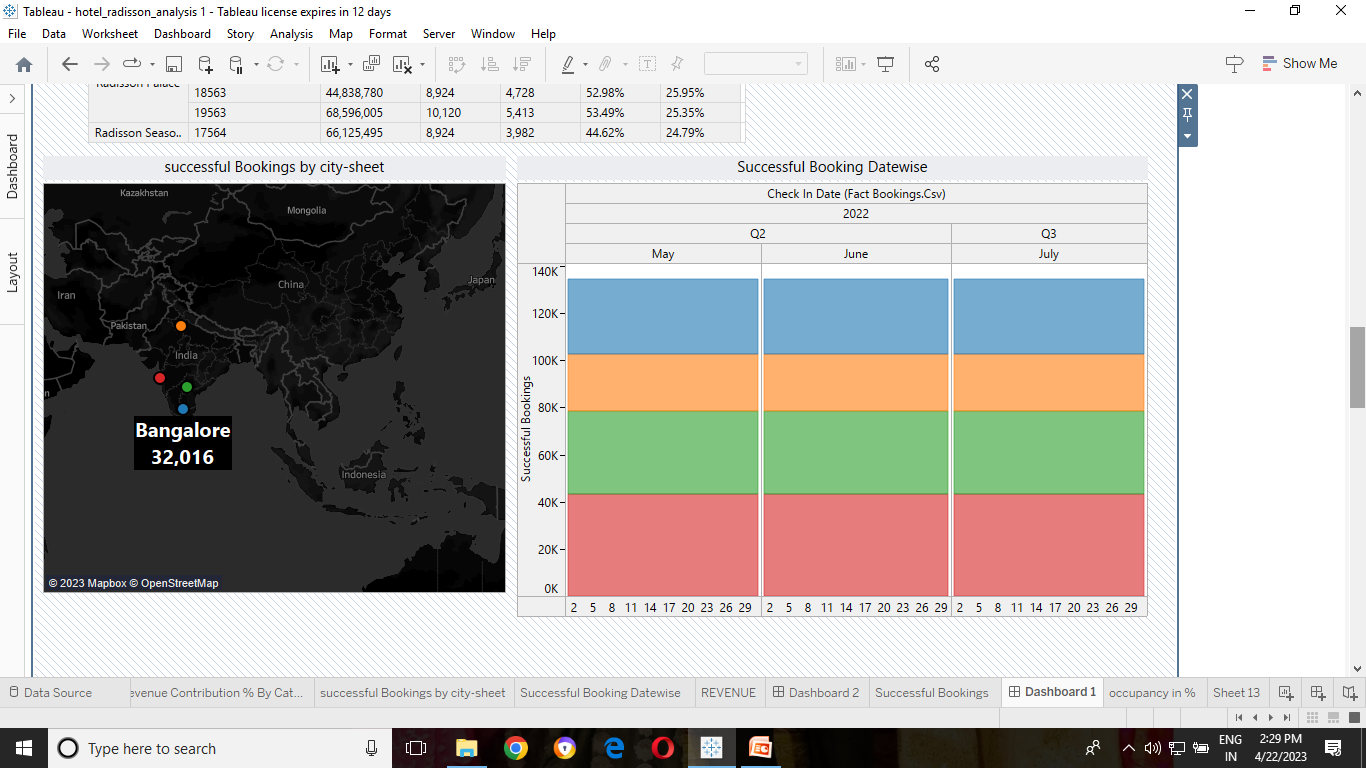 Tableau - hotel_radisson_analysis 1 - Tableau license expires in 12 days
File Data Worksheet Dashboard Story Analysis Map Format Server Window Help
Show Me
Dashboard
Layout
Radisson Palace
18563 44,838,780 8,924 4,728 52.98% 25.95%
19563 68,596,005 10,120 5,413 53.49% 25.35%
Radisson Seaso.. 17564 66,125,495 8,924 3,982 44.62% 24.79%
successful Bookings by city-sheet
Kazakhstan
Mongolia
China
Japan
Iran
Pakistan
India
Bangalore
32,016
Indonesia
© 2023 Mapbox © OpenStreetMap
Successful Booking Datewise
Check In Date (Fact Bookings.Csv)
2022
Q2 Q3
May June July
Successful Bookings
140K
120K
100K
80K
60K
40K
20K
0K
2 5 8 11 14 17 20 23 26 29 2 5 8 11 14 17 20 23 26 29 2 5 8 11 14 17 20 23 26 29
Data Source evenue Contribution % By Cat... successful Bookings by city-sheet Successful Booking Datewise REVENUE Dashboard 2 Successful Bookings Dashboard 1 occupancy in % Sheet 13
Type here to search
ENG
IN
2:29 PM
4/22/2023